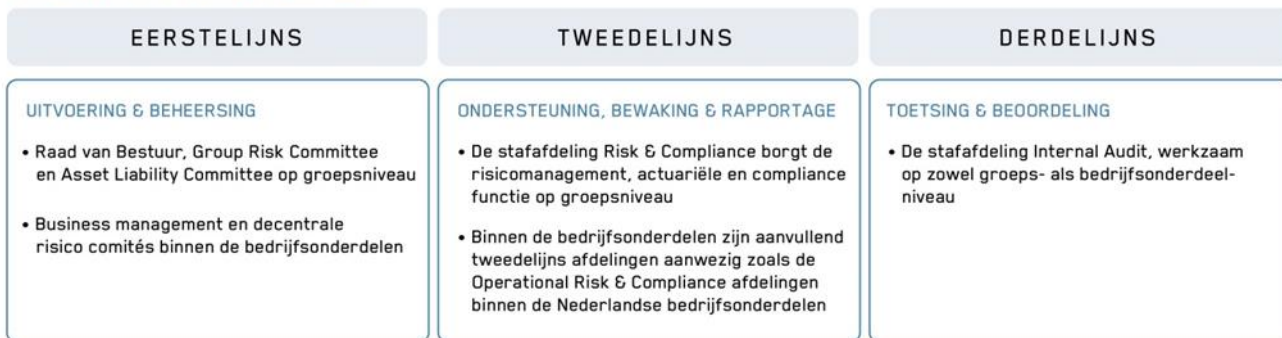 EERSTELIJNS
UITVOERING & BEHEERSING
• Raad van Bestuur, Group Risk Committee
en Asset Liability Committee op groepsniveau
• Business management en decentrale
risico comités binnen de bedrijfsonderdelen
TWEEDELIJNS
ONDERSTEUNING, BEWAKING & RAPPORTAGE
• De stafafdeling Risk & Compliance borgt de
risicomanagement, actuariële en compliance
functie op groepsniveau
• Binnen de bedrijfsonderdelen zijn aanvullend
tweedelijns afdelingen aanwezig zoals de
Operational Risk & Compliance afdelingen
binnen de Nederlandse bedrijfsonderdelen
DERDELIJNS
TOETSING & BEOORDELING
• De stafafdeling Internal Audit, werkzaam
op zowel groeps- als bedrijfsonderdeel-
niveau